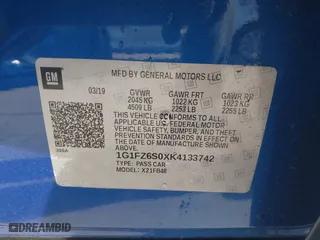 GM
MFD BY GENERAL MOTORS LLC
03/19 GVWR GAWR FRT GAWR RR
2045 KG 1022 KG 1023 KG
4509 LB 2253 LB 2255 LB
THIS VEHICLE CONFORMS TO ALL APPLICABLE
U.S. FEDERAL MOTOR VEHICLE SAFETY,
BUMPER, AND THEFT PREVENTION
STANDARDS IN EFFECT ON THE
DATE OF MANUFACTURE SHOWN ABOVE.
1G1FZ6S0XK4133742
TYPE: PASS CAR
MODEL: X21FB48
© AUTOBIDMASTER